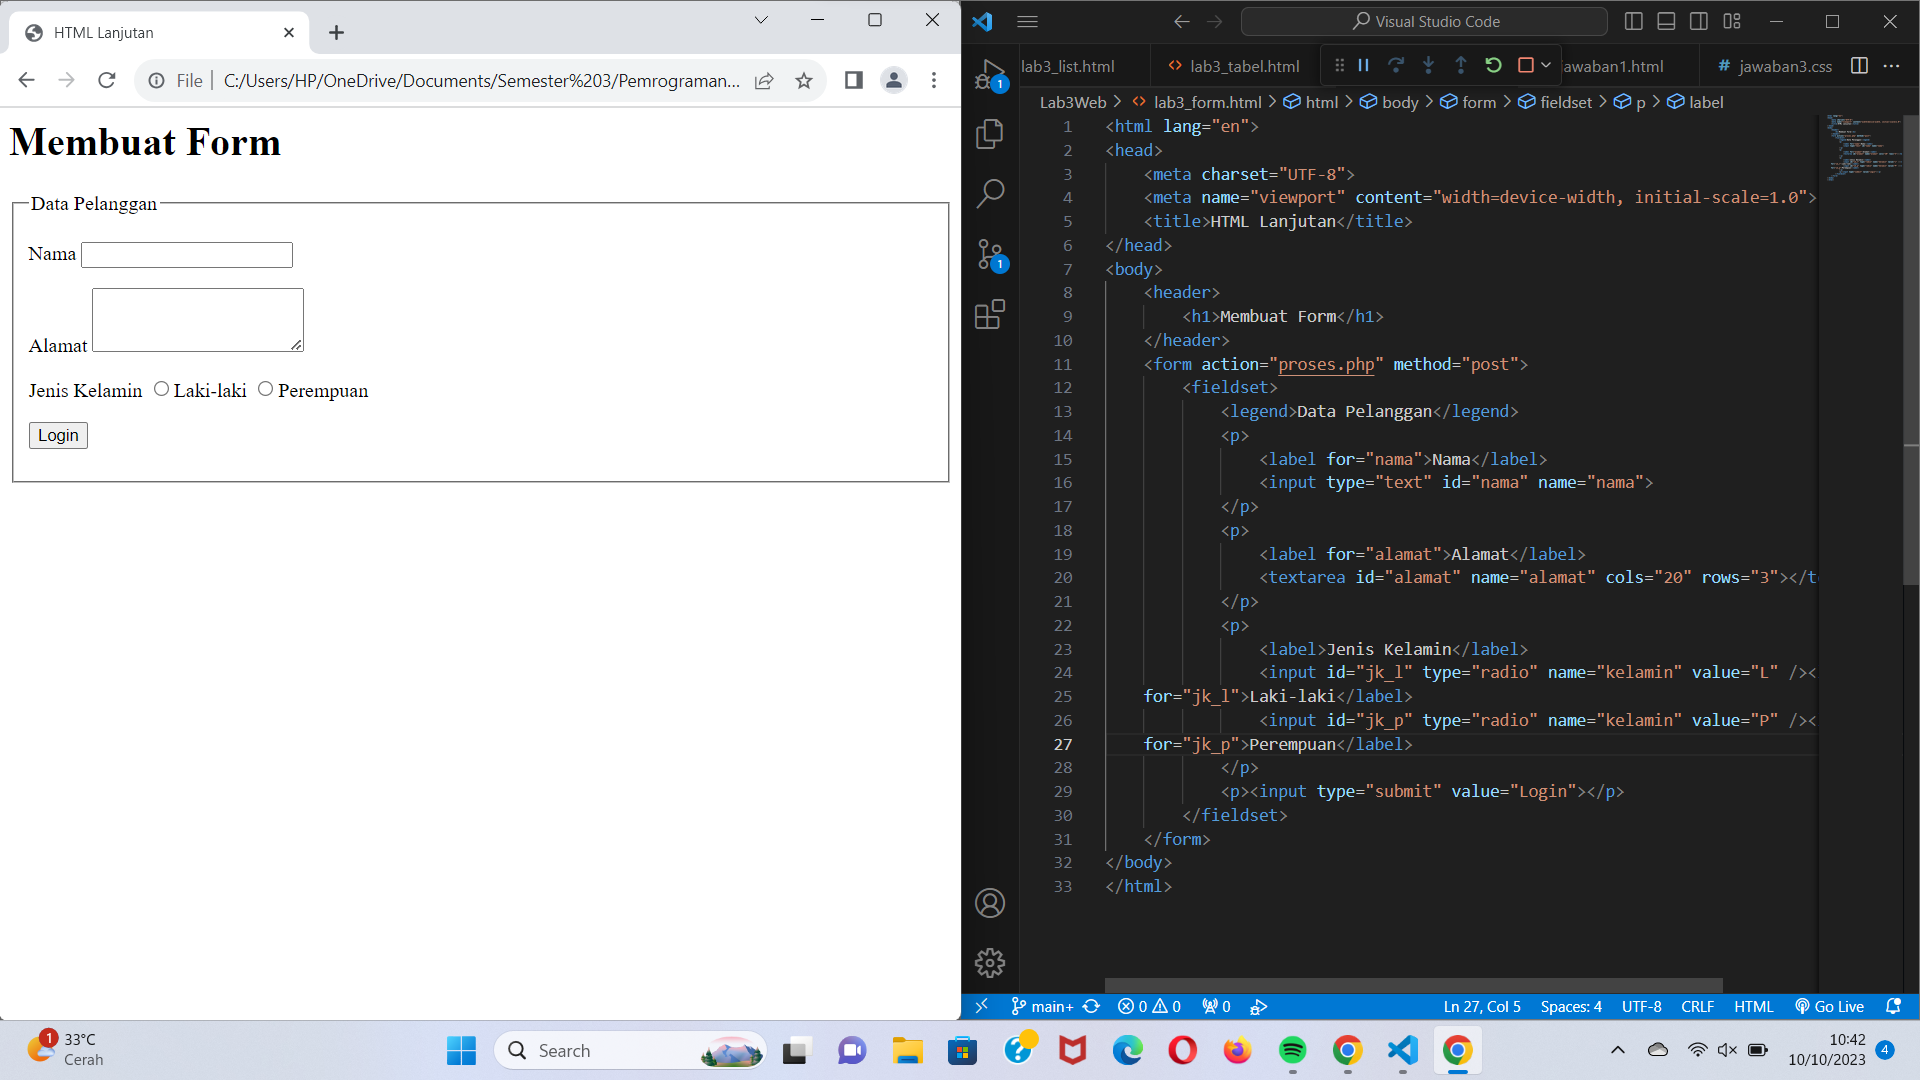 HTML Lanjutan
File
C:/Users/HP/OneDrive/Documents/Semester%203/Pemrograman...
Membuat Form
Data Pelanggan
Nama
Alamat
Jenis Kelamin Laki-laki Perempuan
Login
Visual Studio Code
1
1
lab3_list.html
<> lab3_tabel.html
awaban1.html
# jawaban3.css
Lab3Web > <> lab3_form.html > html > body > form > fieldset > p > label
1 <html lang="en">
2 <head>
3 <meta charset="UTF-8">
4 <meta name="viewport" content="width=device-width, initial-scale=1.0">
5 <title>HTML Lanjutan</title>
6 </head>
7 <body>
8 <header>
9 <h1>Membuat Form</h1>
10 </header>
11 <form action="proses.php" method="post">
12 <fieldset>
13 <legend>Data Pelanggan</legend>
14 <p>
15 <label for="nama">Nama</label>
16 <input type="text" id="nama" name="nama">
17 </p>
18 <p>
19 <label for="alamat">Alamat</label>
20 <textarea id="alamat" name="alamat" cols="20" rows="3"></t
21 </p>
22 <p>
23 <label>Jenis Kelamin</label>
24 <input id="jk_l" type="radio" name="kelamin" value="L" /><
25 for="jk_l">Laki-laki</label>
26 <input id="jk_p" type="radio" name="kelamin" value="P" /><
27 for="jk_p">Perempuan</label>
28 </p>
29 <p><input type="submit" value="Login"></p>
30 </fieldset>
31 </form>
32 </body>
33 </html>
main+ 0 0 0
Ln 27, Col 5 Spaces: 4 UTF-8 CRLF HTML Go Live
1
33°C
Cerah
Search
10:42
10/10/2023
4